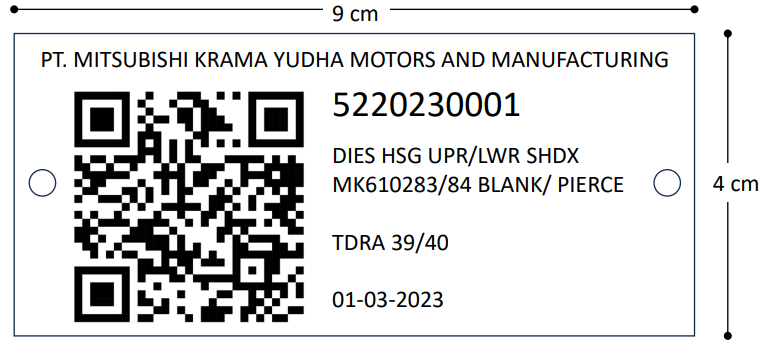 9 cm
PT. MITSUBISHI KRAMA YUDHA MOTORS AND MANUFACTURING
5220230001
DIES HSG UPR/LWR SHDX
MK610283/84 BLANK/ PIERCE
4 cm
TDRA 39/40
01-03-2023